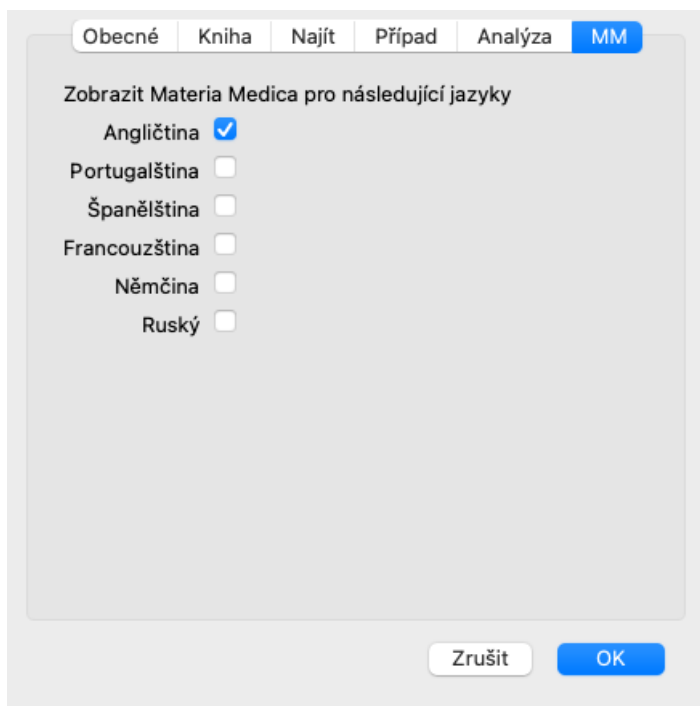 Obecné Kniha Najít Případ Analýza MM
Zobrazit Materia Medica pro následující jazyky
Angličtina
Portugalština
Španělština
Francouzština
Němčina
Ruský
Zrušit OK